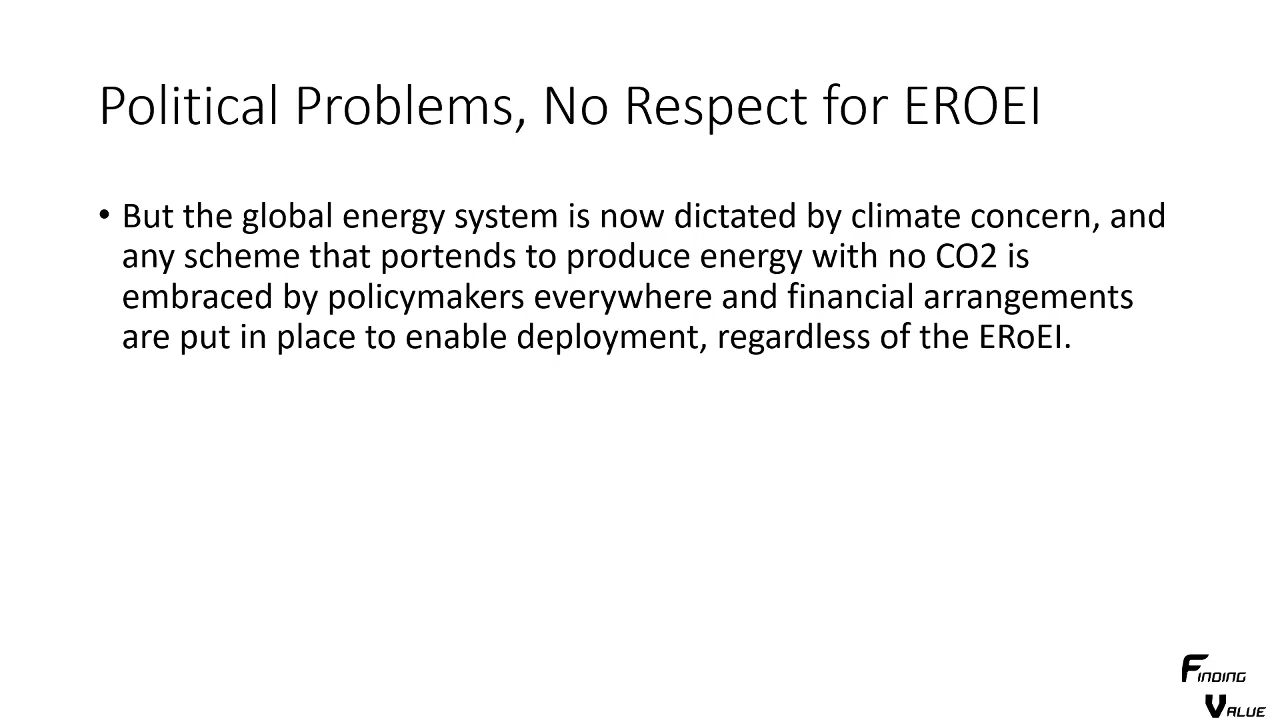 Political Problems, No Respect for EROEI
• But the global energy system is now dictated by climate concern, and
any scheme that portends to produce energy with no CO2 is
embraced by policymakers everywhere and financial arrangements
are put in place to enable deployment, regardless of the ERoEI.
Finding
Value